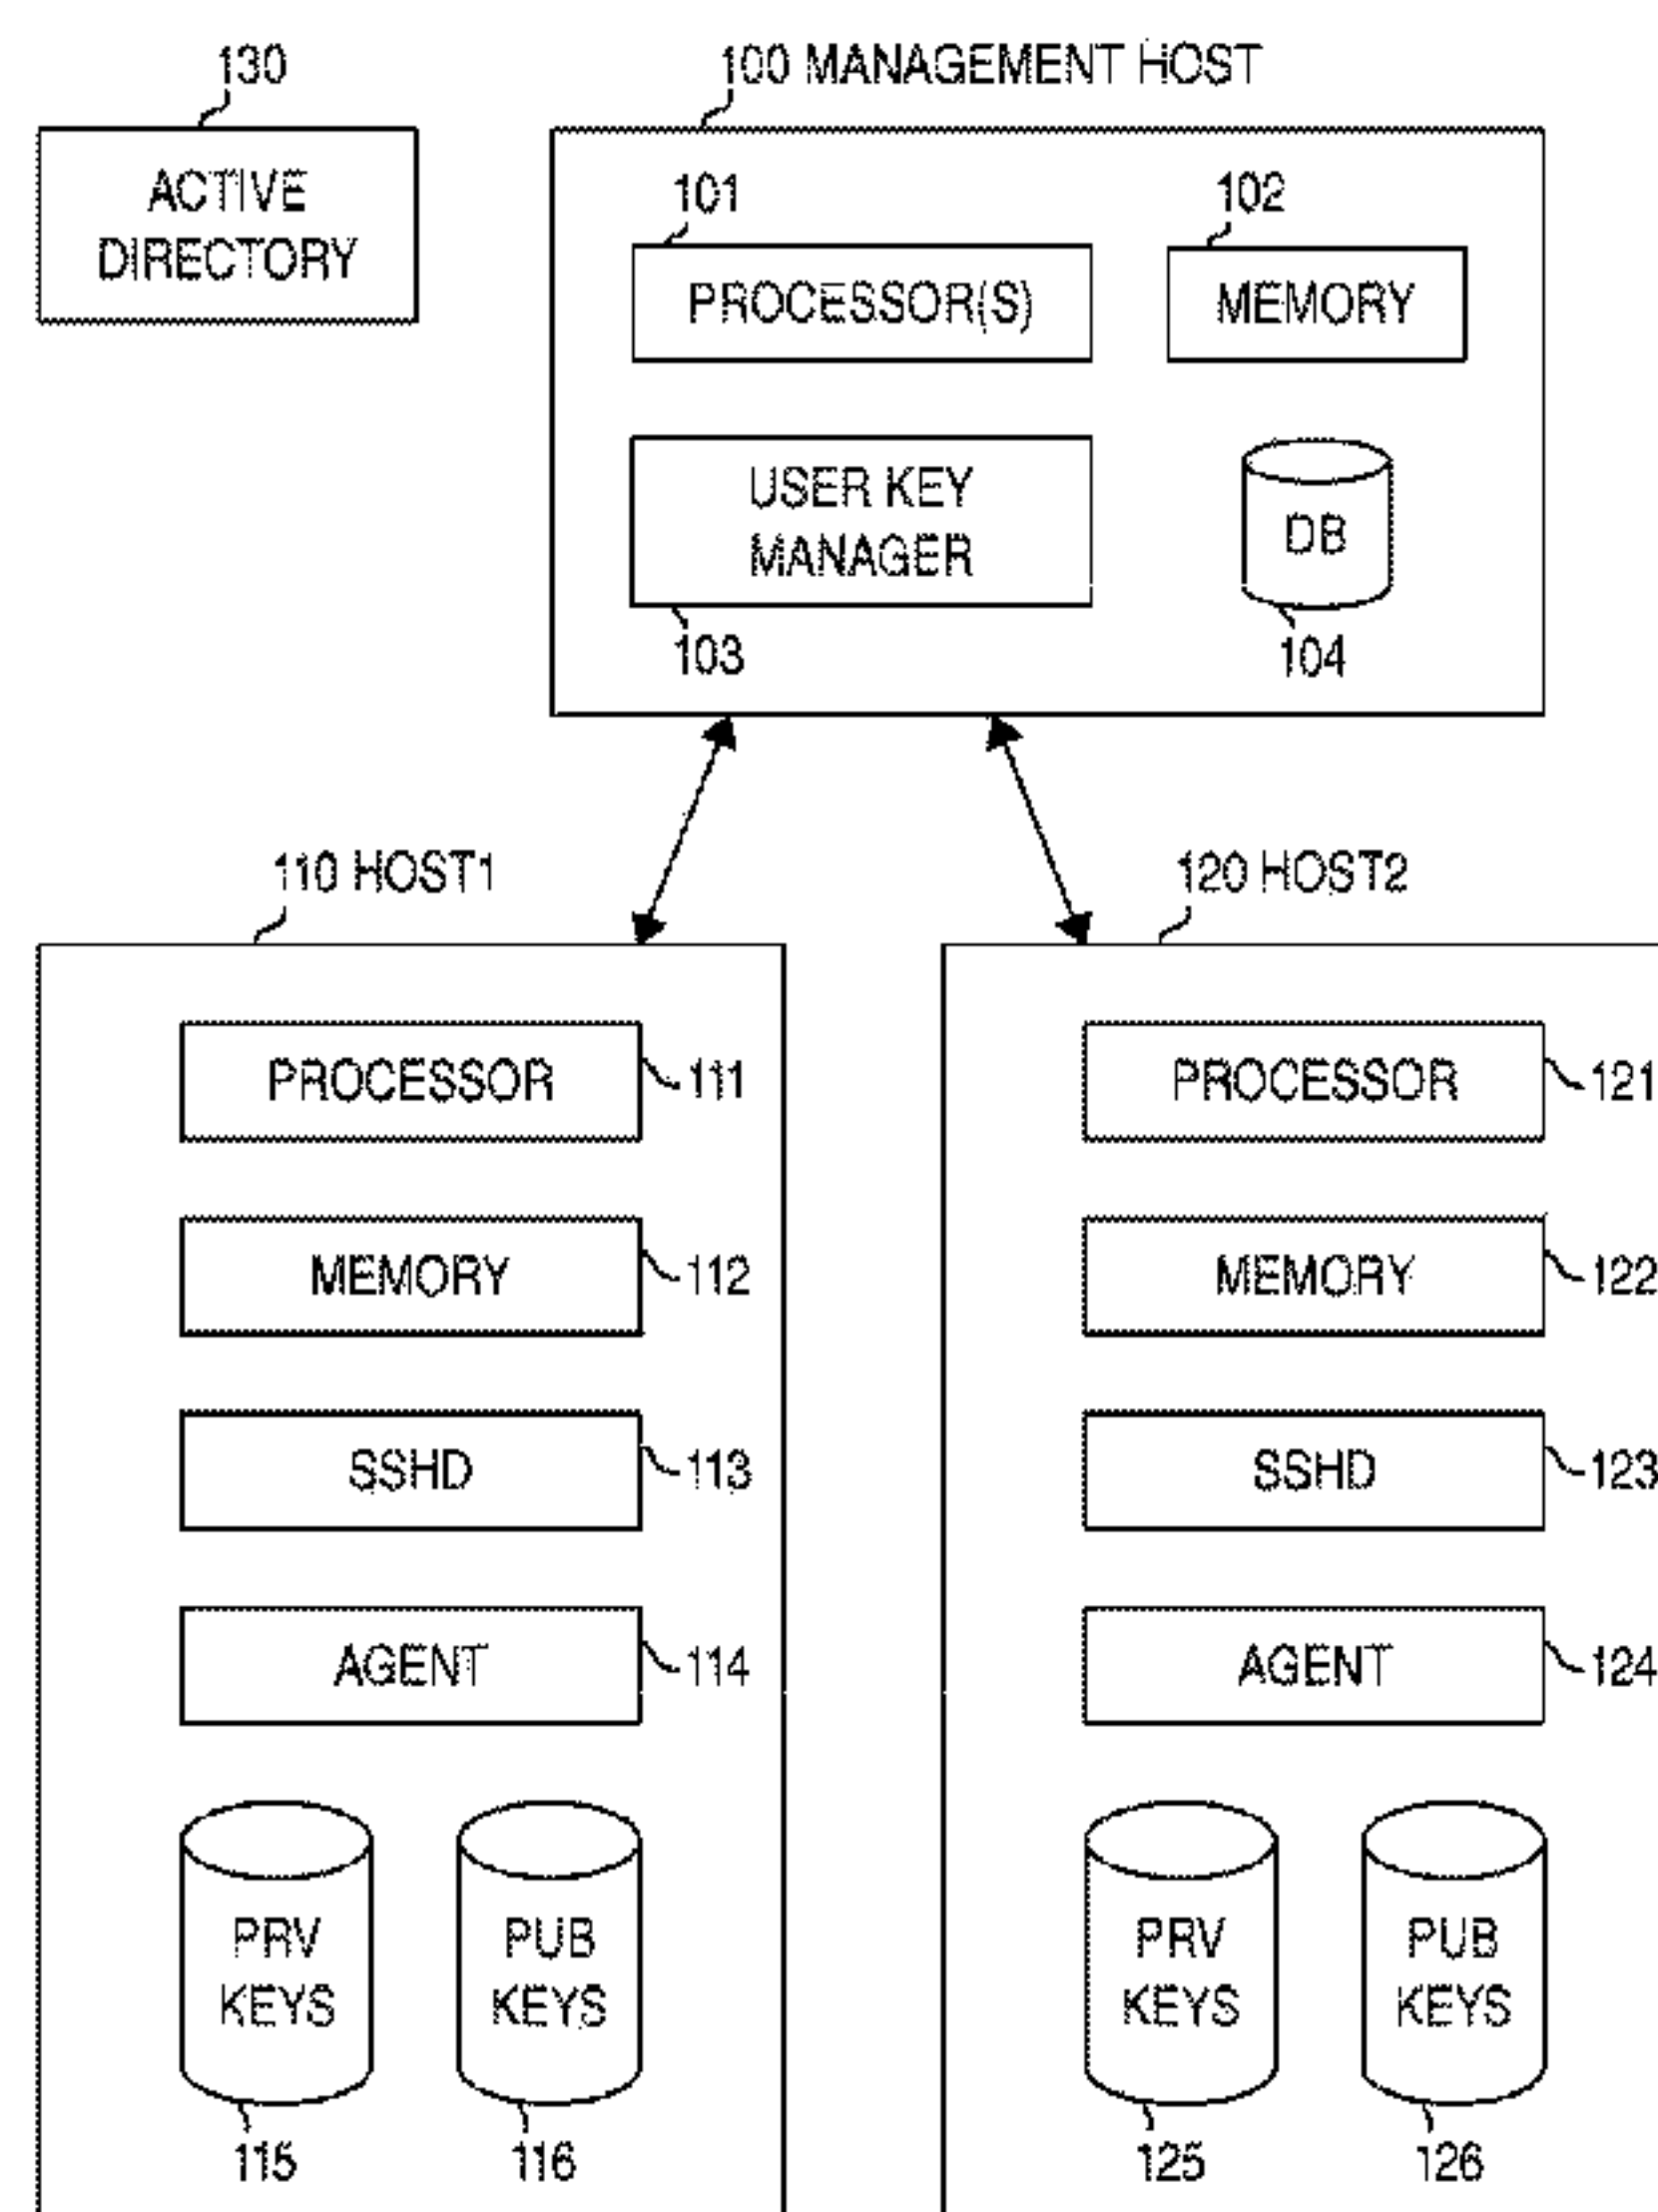 130
100 MANAGEMENT HOST
ACTIVE
DIRECTORY
101
102
PROCESSOR(S)
MEMORY
USER KEY
MANAGER
DB
103
104
110 HOST1
120 HOST2
PROCESSOR
111
PROCESSOR
121
MEMORY
112
MEMORY
122
SSHD
113
SSHD
123
AGENT
114
AGENT
124
PRV
KEYS
PUB
KEYS
PRV
KEYS
PUB
KEYS
115
116
125
126